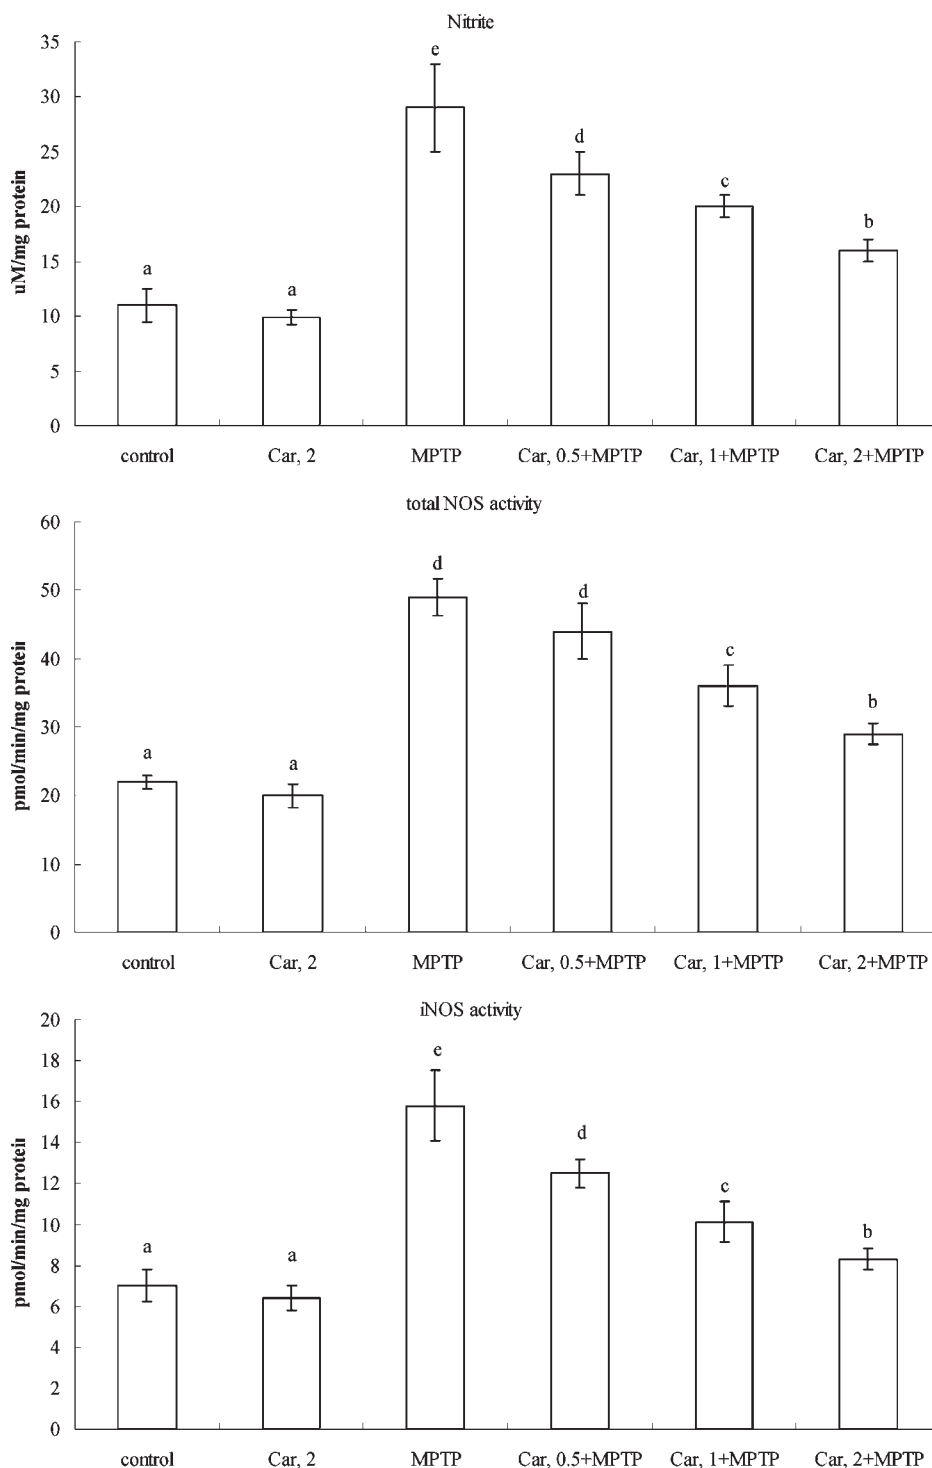 Nitrite
35
30
25
20
15
10
5
0
uM/mg protein
a
a
e
d
c
b
control Car, 2 MPTP Car, 0.5+MPTP Car, 1+MPTP Car, 2+MPTP
total NOS activity
60
50
40
30
20
10
0
pmol/min/mg protein
a
a
d
d
c
b
control Car, 2 MPTP Car, 0.5+MPTP Car, 1+MPTP Car, 2+MPTP
iNOS activity
20
18
16
14
12
10
8
6
4
2
0
pmol/min/mg protein
a
a
e
d
c
b
control Car, 2 MPTP Car, 0.5+MPTP Car, 1+MPTP Car, 2+MPTP